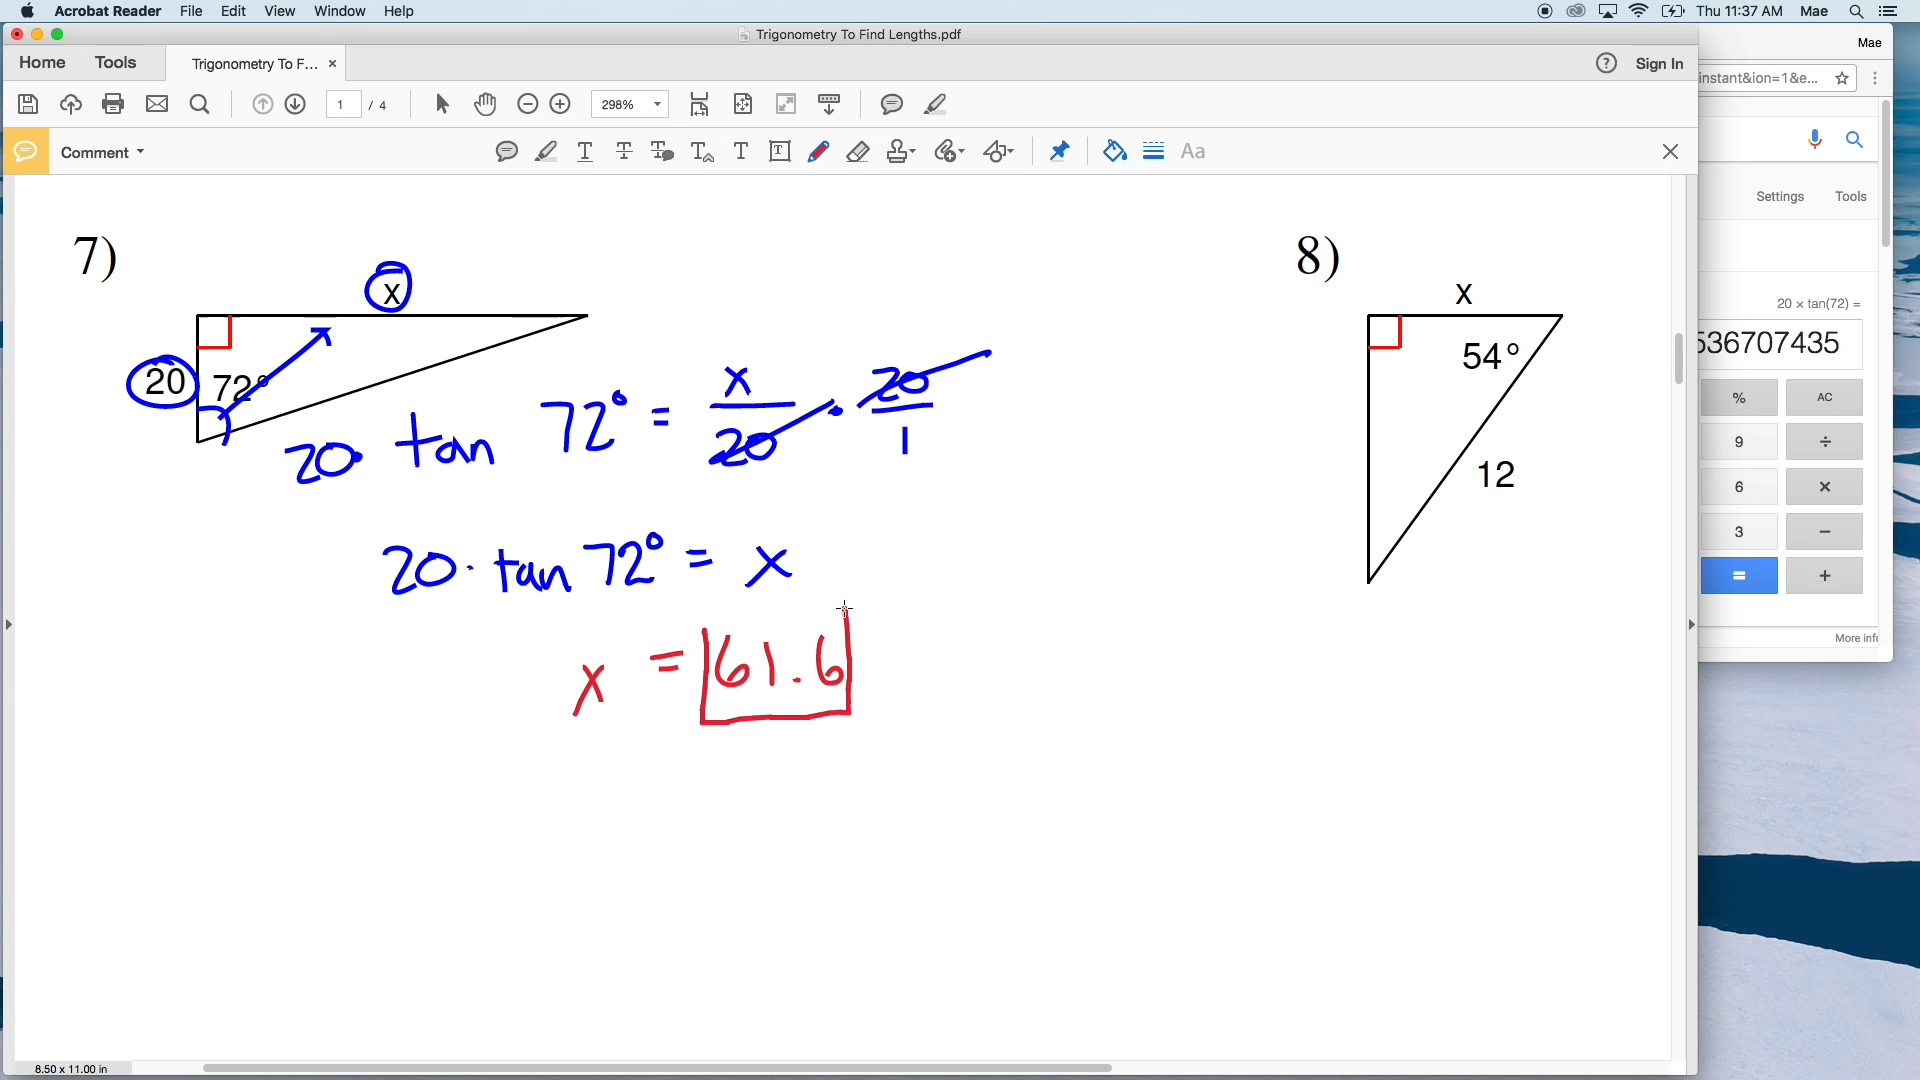 Acrobat Reader File Edit View Window Help
Thu 11:37 AM Mae
Trigonometry To Find Lengths.pdf
Mae
Home Tools Trigonometry To F... ×
? Sign In
instant&ion=1&e...
1 / 4
298%
Comment
Aa
Settings Tools
7)
8)
x
x
20 x tan(72) =
536707435
20
72°
54°
20 · tan 72° = x/20 · 20/1
12
% AC
9 ÷
6 ×
3 −
= +
20 · tan 72° = x
x = 61.6
More info
8.50 x 11.00 in